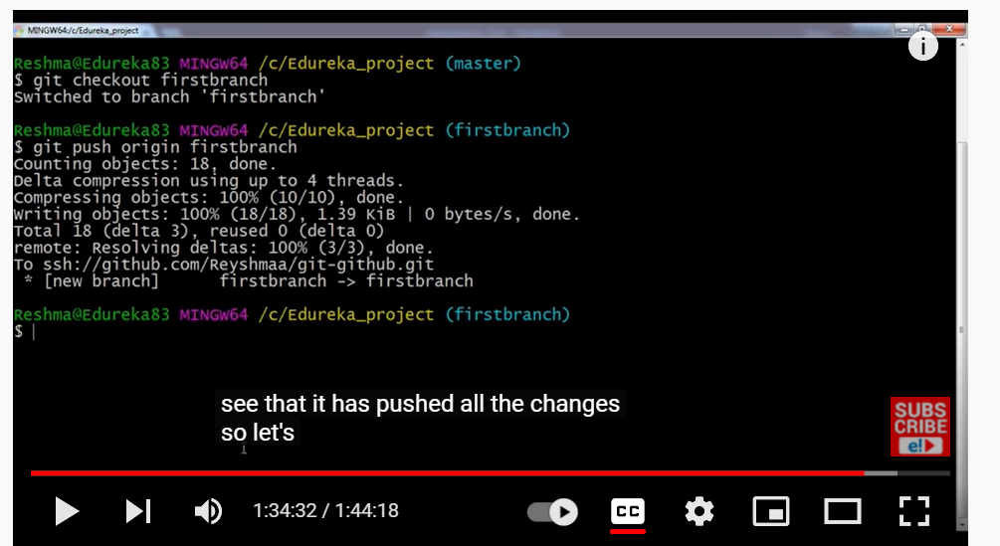 MINGW64:/c/Edureka_project
Reshma@Edureka83 MINGW64 /c/Edureka_project (master)
$ git checkout firstbranch
Switched to branch 'firstbranch'
Reshma@Edureka83 MINGW64 /c/Edureka_project (firstbranch)
$ git push origin firstbranch
Counting objects: 18, done.
Delta compression using up to 4 threads.
Compressing objects: 100% (10/10), done.
Writing objects: 100% (18/18), 1.39 KiB | 0 bytes/s, done.
Total 18 (delta 3), reused 0 (delta 0)
remote: Resolving deltas: 100% (3/3), done.
To ssh://github.com/Reyshmaa/git-github.git
* [new branch] firstbranch -> firstbranch
Reshma@Edureka83 MINGW64 /c/Edureka_project (firstbranch)
$
see that it has pushed all the changes
so let's
SUBS
CRIBE
e!
1:34:32 / 1:44:18
CC